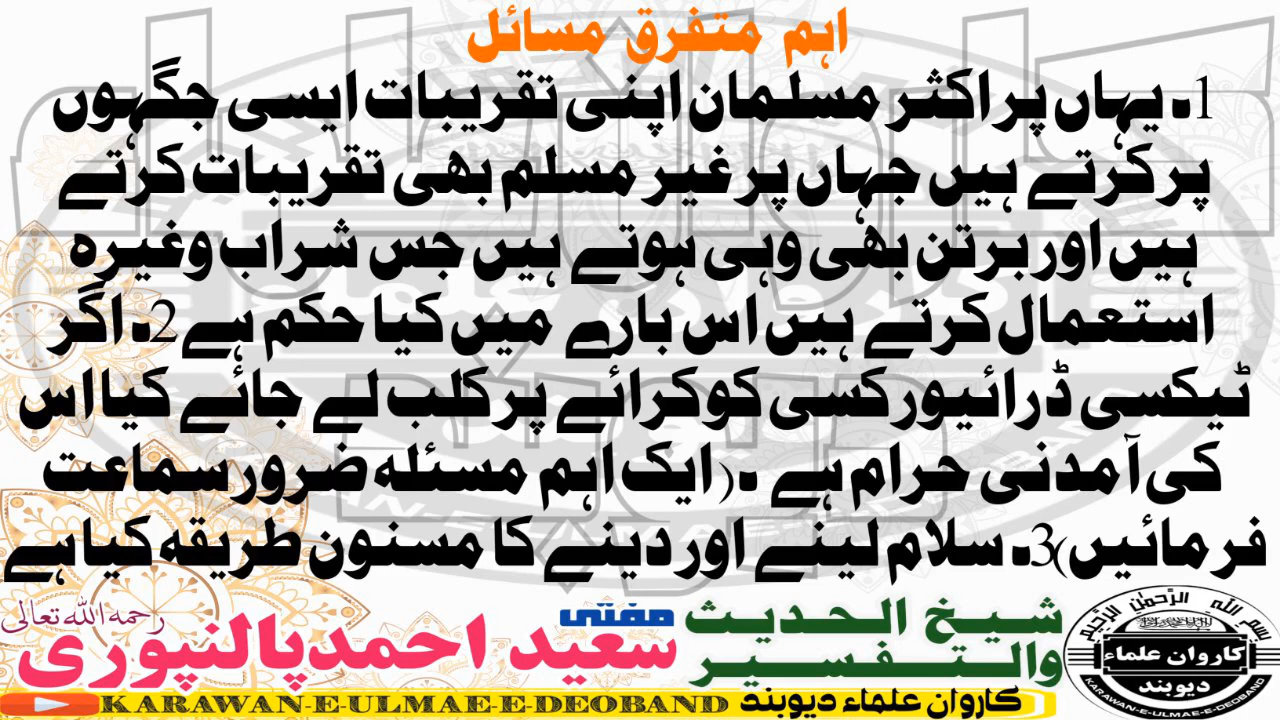 اہم متفرق مسائل
1۔ یہاں پر اکثر مسلمان اپنی تقریبات ایسی جگہوں
پر کرتے ہیں جہاں پر غیر مسلم بھی تقریبات کرتے
ہیں اور برتن بھی وہی ہوتے ہیں جس شراب وغیرہ
استعمال کرتے ہیں اس بارے میں کیا حکم ہے 2۔ اگر
ٹیکسی ڈرائیور کسی کو کرائے پر کلب لے جائے کیا اس
کی آمدنی حرام ہے ۔( ایک اہم مسئلہ ضرور سماعت
فرمائیں)3۔ سلام لینے اور دینے کا مسنون طریقہ کیا ہے
شیخ الحدیث
والتفسیر
مفتی
سعید احمد پالنپوری
رحمہ اللہ تعالی
بسم اللہ الرحمن الرحیم
کاروان علماء
دیوبند
KARAWAN-E-ULMAE-E-DEOBAND
کاروان علماء دیوبند
KARAWAN-E-ULMAE-E-DEOBAND